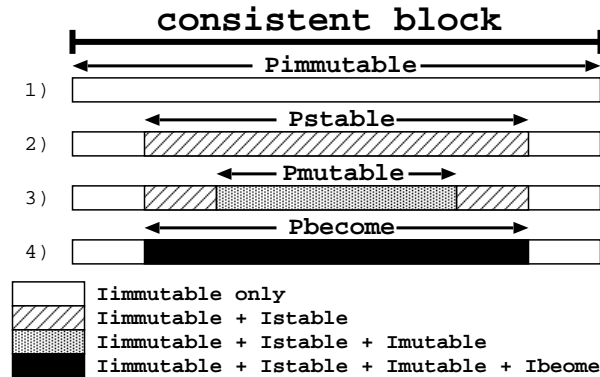 consistent block
Pimmutable
1)
Pstable
2)
Pmutable
3)
Pbecome
4)
Iimmutable only
Iimmutable + Istable
Iimmutable + Istable + Imutable
Iimmutable + Istable + Imutable + Ibeome